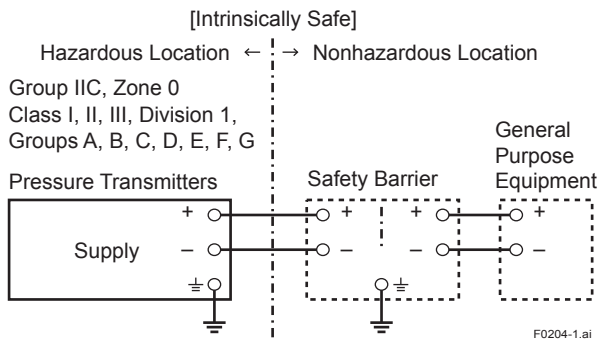 [Intrinsically Safe]
Hazardous Location ← → Nonhazardous Location
Group IIC, Zone 0
Class I, II, III, Division 1,
Groups A, B, C, D, E, F, G
General
Purpose
Equipment
Pressure Transmitters
Safety Barrier
+ + + +
Supply
– – – –
F0204-1.ai